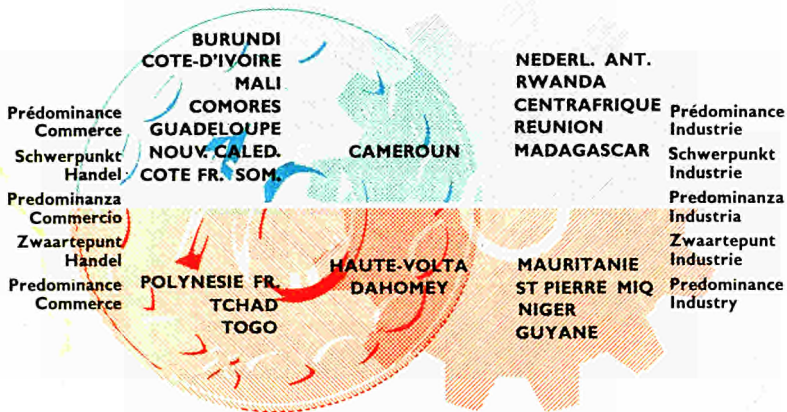 BURUNDI
COTE-D'IVOIRE
MALI
COMORES
GUADELOUPE
NOUV. CALED.
COTE FR. SOM.
Prédominance
Commerce
Schwerpunkt
Handel
Predominanza
Commercio
Zwaartepunt
Handel
Predominance
Commerce
CAMEROUN
NEDERL. ANT.
RWANDA
CENTRAFRIQUE
REUNION
MADAGASCAR
Prédominance
Industrie
Schwerpunkt
Industrie
Predominanza
Industria
Zwaartepunt
Industrie
Predominance
Industry
POLYNESIE FR.
TCHAD
TOGO
HAUTE-VOLTA
DAHOMEY
MAURITANIE
ST PIERRE MIQ
NIGER
GUYANE